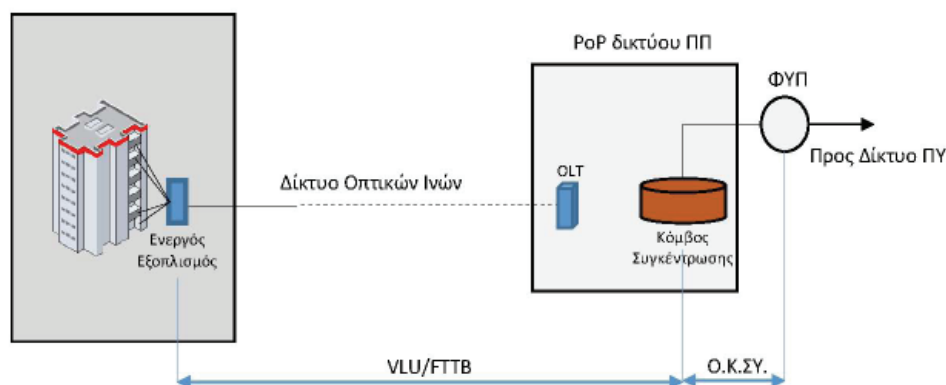 PoP δικτύου ΠΠ
ΦΥΠ
Προς Δίκτυο ΠΥ
Δίκτυο Οπτικών Ινών
OLT
Ενεργός
Εξοπλισμός
Κόμβος
Συγκέντρωσης
VLU/FTTB
Ο.Κ.ΣΥ.